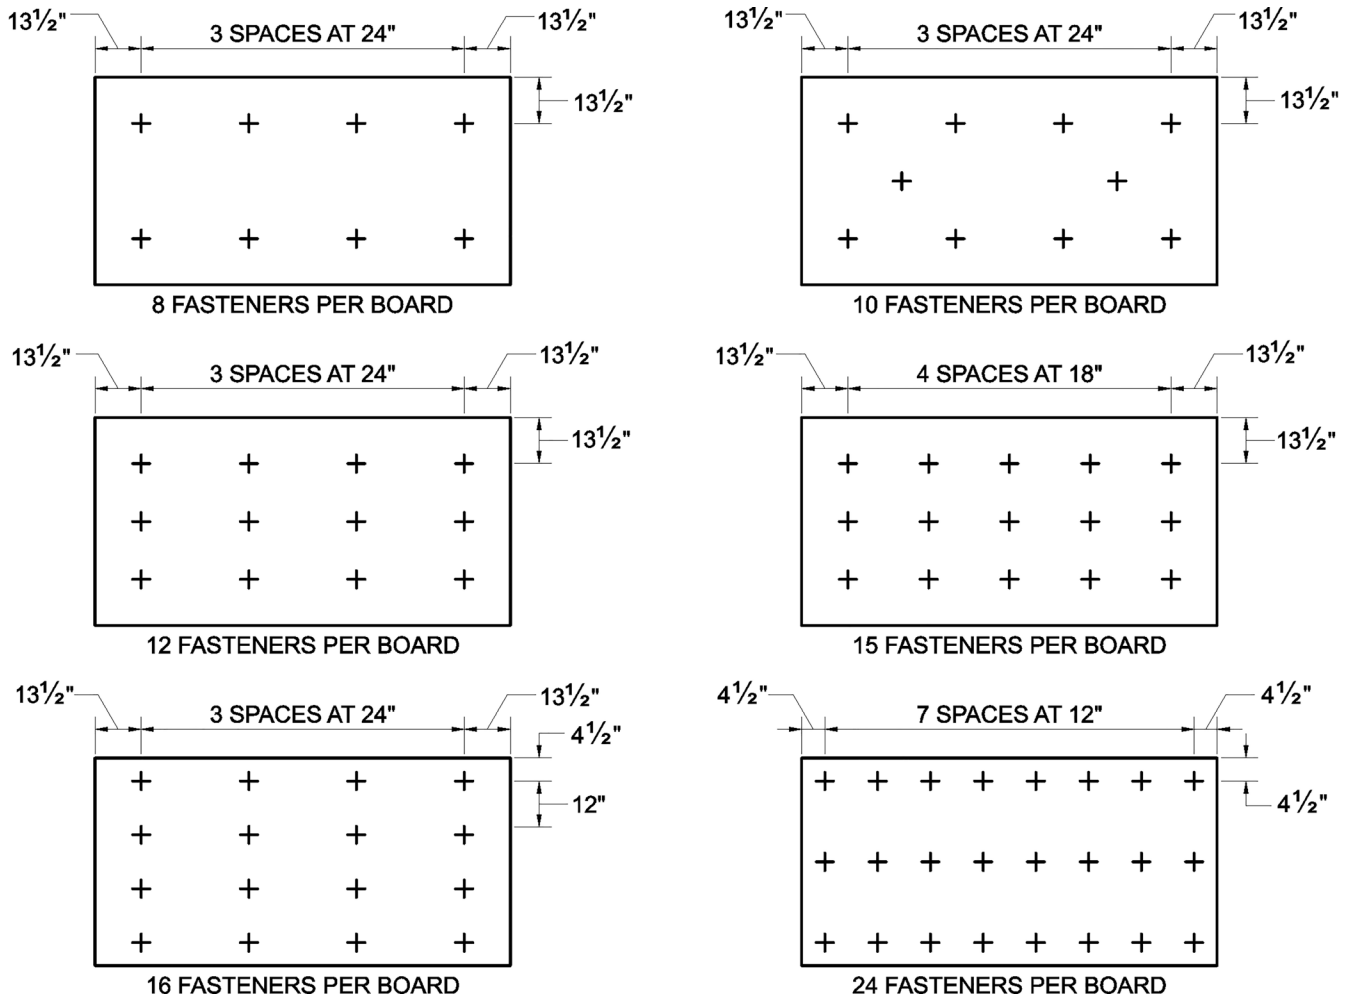 13½" 3 SPACES AT 24" 13½"
13½"
8 FASTENERS PER BOARD
13½" 3 SPACES AT 24" 13½"
13½"
10 FASTENERS PER BOARD
13½" 3 SPACES AT 24" 13½"
13½"
12 FASTENERS PER BOARD
13½" 4 SPACES AT 18" 13½"
13½"
15 FASTENERS PER BOARD
13½" 3 SPACES AT 24" 13½"
4½"
12"
16 FASTENERS PER BOARD
4½" 7 SPACES AT 12" 4½"
4½"
24 FASTENERS PER BOARD